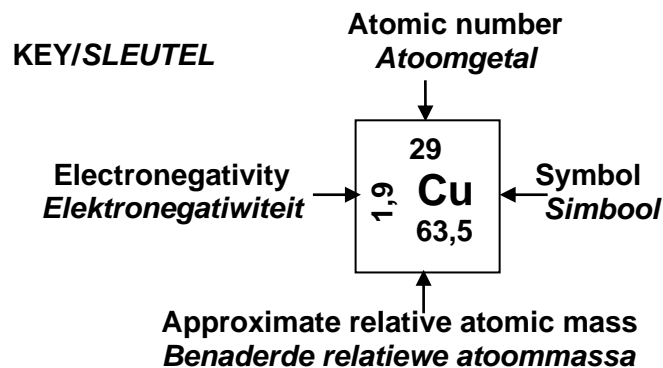 Atomic number
KEY/SLEUTEL
Atoomgetal
29
Electronegativity
1,9
Cu
Symbol
Elektronegatiwiteit
Simbool
63,5
Approximate relative atomic mass
Benaderde relatiewe atoommassa